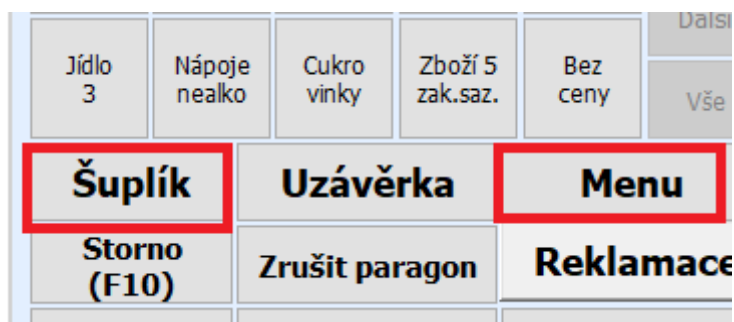 Další
Jídlo
3
Nápoje
nealko
Cukro
vinky
Zboží 5
zak.saz.
Bez
ceny
Vše
Šuplík
Uzávěrka
Menu
Storno
(F10)
Zrušit paragon
Reklamace